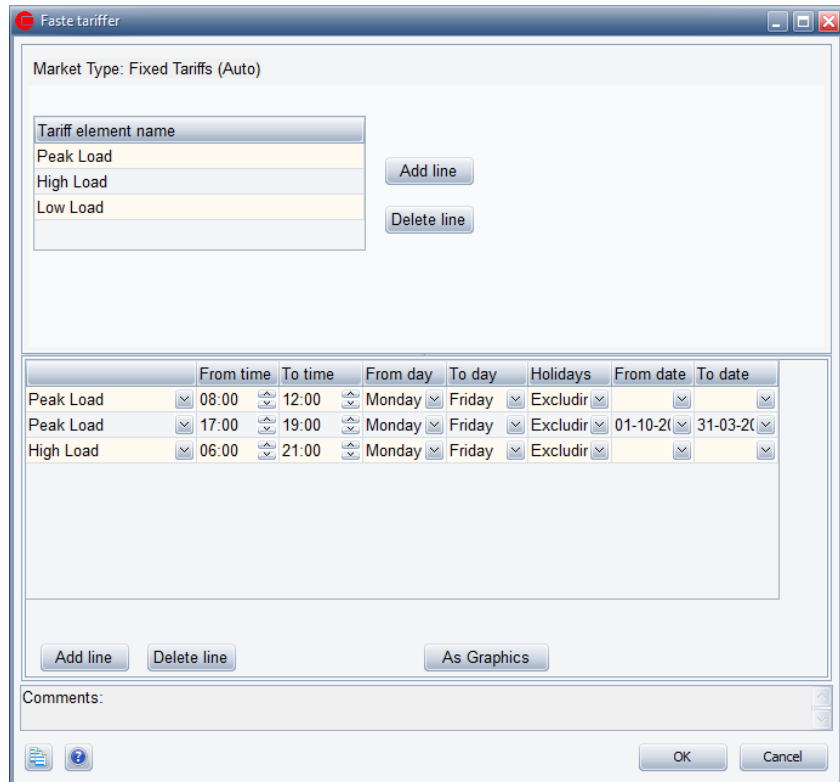 Faste tariffer
Market Type: Fixed Tariffs (Auto)
Tariff element name
Peak Load
High Load
Low Load
Add line
Delete line
From time To time From day To day Holidays From date To date
Peak Load 08:00 12:00 Monday Friday Excludir
Peak Load 17:00 19:00 Monday Friday Excludir 01-10-20 31-03-20
High Load 06:00 21:00 Monday Friday Excludir
Add line Delete line As Graphics
Comments:
OK Cancel